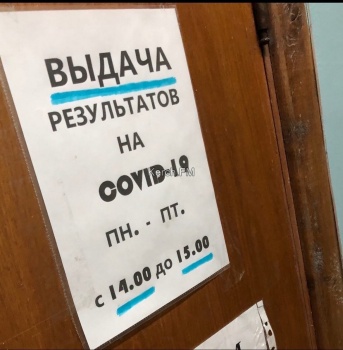 ВЫДАЧА
РЕЗУЛЬТАТОВ
НА
COVID-19
ПН. - ПТ.
С 14.00 ДО 15.00